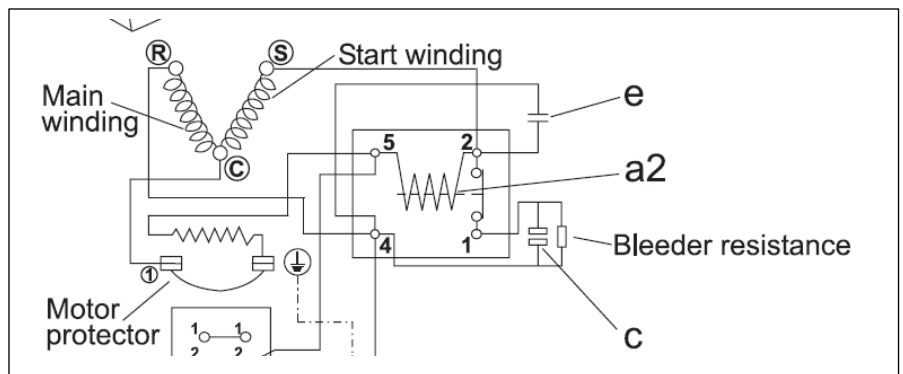 R
S
Start winding
Main
winding
C
e
5
2
a2
4
1
Bleeder resistance
1
Motor
protector
c
1
1
2
2